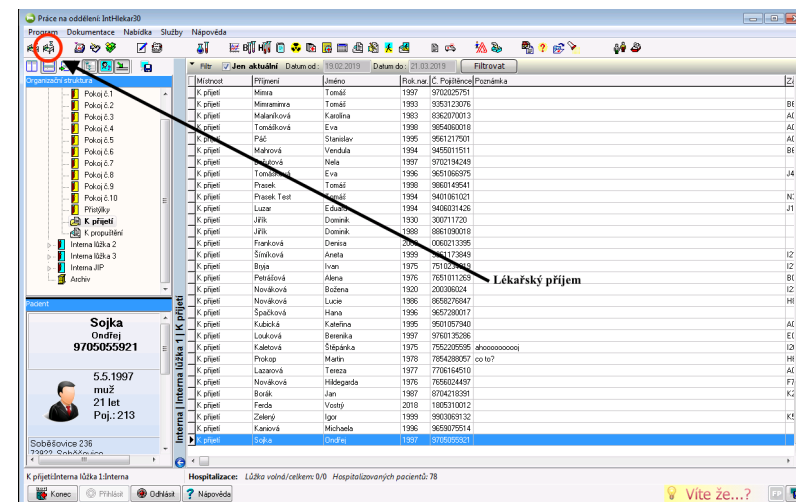 Práce na oddělení: IntHlekar30
Program Dokumentace Nabídka Služby Nápověda
Filtr Jen aktuální Datum od: 19.02.2019 Datum do: 21.03.2019 Filtrovat
Organizační struktura
Pokoj č.1
Pokoj č.2
Pokoj č.3
Pokoj č.4
Pokoj č.5
Pokoj č.6
Pokoj č.7
Pokoj č.8
Pokoj č.9
Pokoj č.10
Přistýlky
K přijetí
K propuštění
Interna lůžka 2
Interna lůžka 3
Interna JIP
Archiv
Pacient
Sojka
Ondřej
9705055921
5.5.1997
muž
21 let
Poj.: 213
Soběšovice 236
Interna | Interna lůžka 1 | K přijetí
Místnost Příjmení Jméno Rok.nar. Č. Pojištěnce Poznámka
K přijetí Mimra Tomáš 1997 9702025751
K přijetí Mimramimra Tomáš 1993 9353123076
K přijetí Malaníková Karolína 1983 8362070013
K přijetí Tomášíková Eva 1998 9854060018
K přijetí Páč Stanislav 1995 9561217501
K přijetí Mahrová Vendula 1994 9455011511
K přijetí Nela 1997 9702194249
K přijetí Tomášková Eva 1996 9651066975
K přijetí Prasek Tomáš 1998 9860149541
K přijetí Prasek Test Tomáš 1994 9401061021
K přijetí Luzar Eduard 1994 9406031426
K přijetí Jiřík Dominik 1930 300711720
K přijetí Jiřík Dominik 1988 8861090018
K přijetí Franková Denisa 0060213395
K přijetí Šimíková Aneta 1999
K přijetí Bryja Ivan 1975
K přijetí Petrášová Alena 1976 7651011269
K přijetí Nováková Božena 1920 200306024
K přijetí Nováková Lucie 1986 8658276847
K přijetí Špačková Hana 1996 9657280017
K přijetí Kubická Kateřina 1995 9501057940
K přijetí Louková Berenika 1997 9760135286
K přijetí Kaletová Štěpánka 1975 7552205595 ahoooooooooj
K přijetí Prokop Martin 1978 7854288057 co to?
K přijetí Lazarová Tereza 1977 7706164510
K přijetí Nováková Hildegarda 1976 7656024497
K přijetí Borák Jan 1987 8704218391
K přijetí Ferda Vostrý 2018 1805310012
K přijetí Zelený Igor 1999 9903069132
K přijetí Kaniová Michaela 1996 9659075514
K přijetí Sojka Ondřej 1997 9705055921
Lékařský příjem
K přijetí:Interna lůžka 1:Interna Hospitalizace: Lůžka volná/celkem: 0/0 Hospitalizovaných pacientů: 78
Konec Přihlásit Odhlásit Nápověda Víte že...?